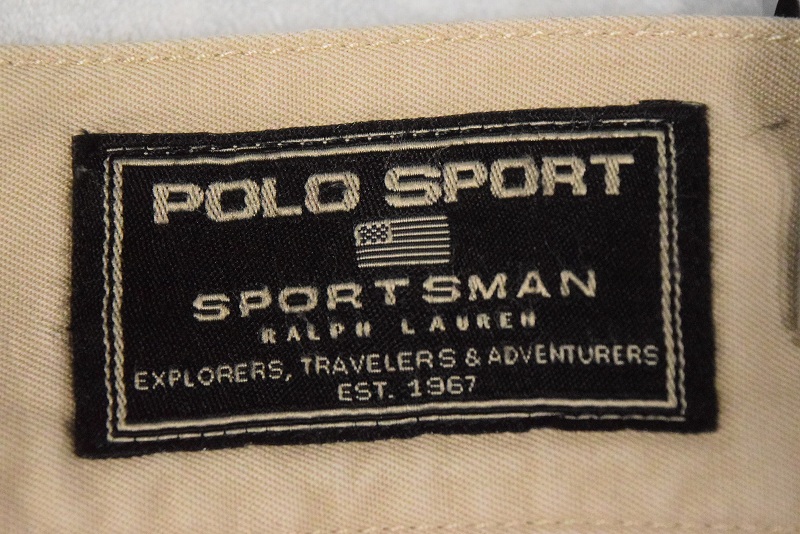 POLO SPORT
SPORTSMAN
RALPH LAUREN
EXPLORERS, TRAVELERS & ADVENTURERS
EST. 1967